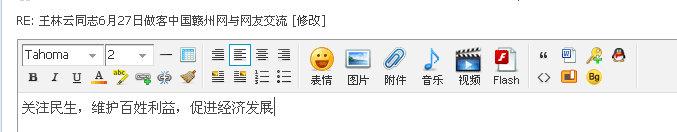 RE: 王林云同志6月27日做客中国赣州网与网友交流 [修改]
Tahoma 2
B I U A abc 表情 图片 附件 音乐 视频 Flash Bg
关注民生，维护百姓利益，促进经济发展